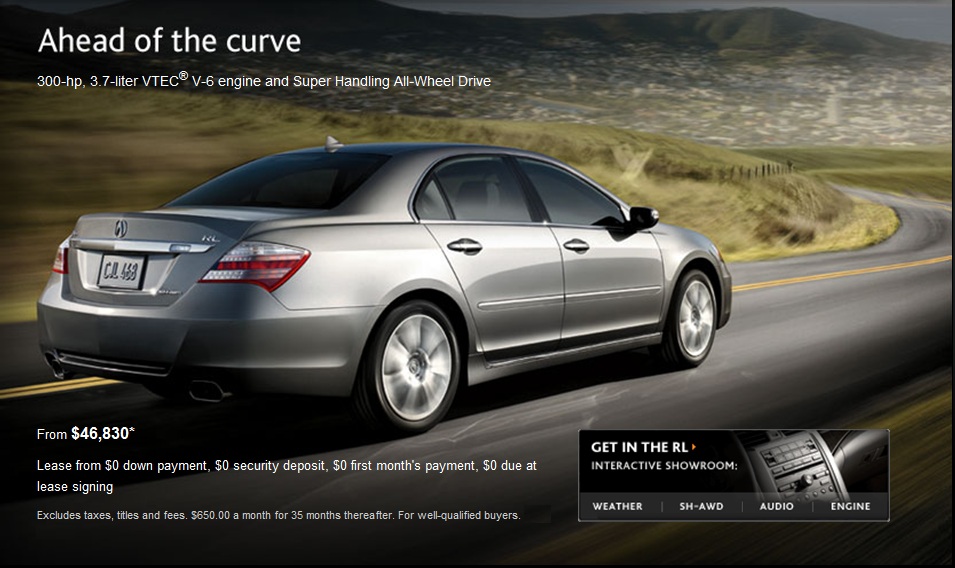 Ahead of the curve
300-hp, 3.7-liter VTEC® V-6 engine and Super Handling All-Wheel Drive
RL
CJL 468
From $46,830*
Lease from $0 down payment, $0 security deposit, $0 first month's payment, $0 due at
lease signing
Excludes taxes, titles and fees. $650.00 a month for 35 months thereafter. For well-qualified buyers.
GET IN THE RL
INTERACTIVE SHOWROOM:
WEATHER | SH-AWD | AUDIO | ENGINE